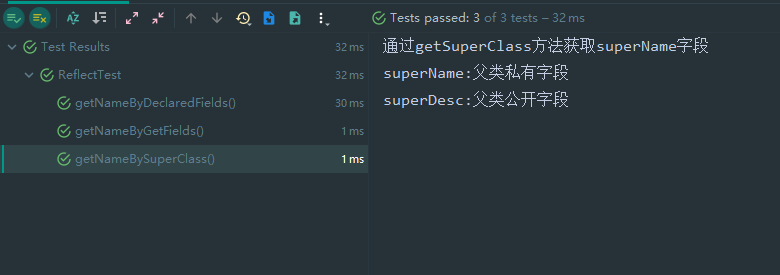 Tests passed: 3 of 3 tests – 32 ms
Test Results 32 ms
ReflectTest 32 ms
getNameByDeclaredFields() 30 ms
getNameByGetFields() 1 ms
getNameBySuperClass() 1 ms
通过getSuperClass方法获取superName字段
superName:父类私有字段
superDesc:父类公开字段